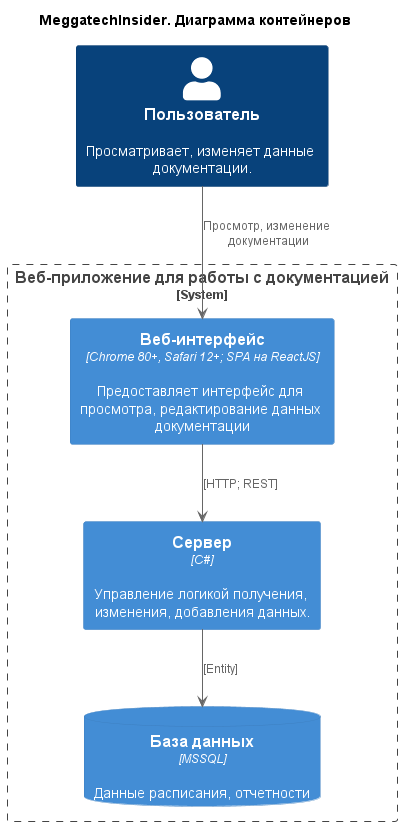 MeggatechInsider. Диаграмма контейнеров
Пользователь
Просматривает, изменяет данные
документации.
Просмотр, изменение
документации
Веб-приложение для работы с документацией
[System]
Веб-интерфейс
[Chrome 80+, Safari 12+; SPA на ReactJS]
Предоставляет интерфейс для
просмотра, редактирование данных
документации
[HTTP; REST]
Сервер
[C#]
Управление логикой получения,
изменения, добавления данных.
[Entity]
База данных
[MSSQL]
Данные расписания, отчетности